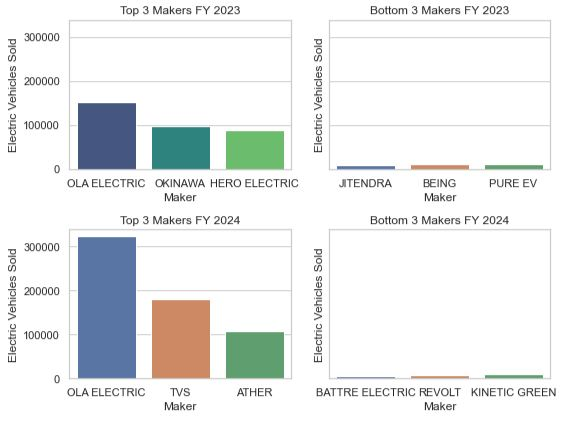 Top 3 Makers FY 2023
Electric Vehicles Sold
300000
200000
100000
0
OLA ELECTRIC OKINAWA HERO ELECTRIC
Maker
Bottom 3 Makers FY 2023
Electric Vehicles Sold
JITENDRA BEING PURE EV
Maker
Top 3 Makers FY 2024
Electric Vehicles Sold
300000
200000
100000
0
OLA ELECTRIC TVS ATHER
Maker
Bottom 3 Makers FY 2024
Electric Vehicles Sold
BATTRE ELECTRIC REVOLT KINETIC GREEN
Maker